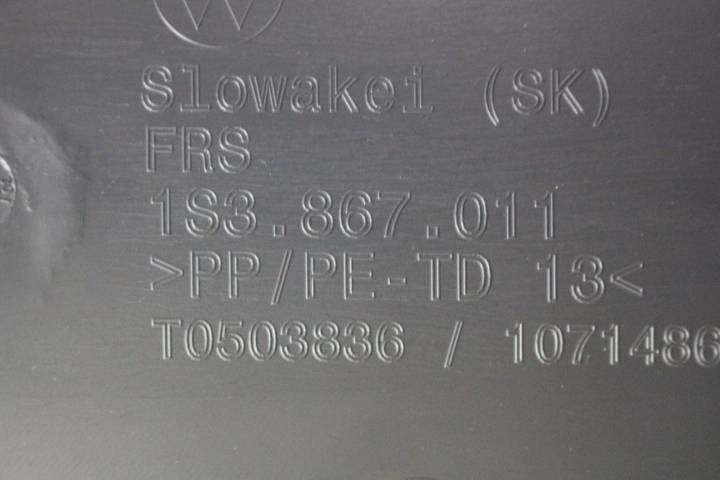 Slowakei (SK)
FRS
1S3.867.011
>PP/PE-TD 13<
T0503836 / 1071486